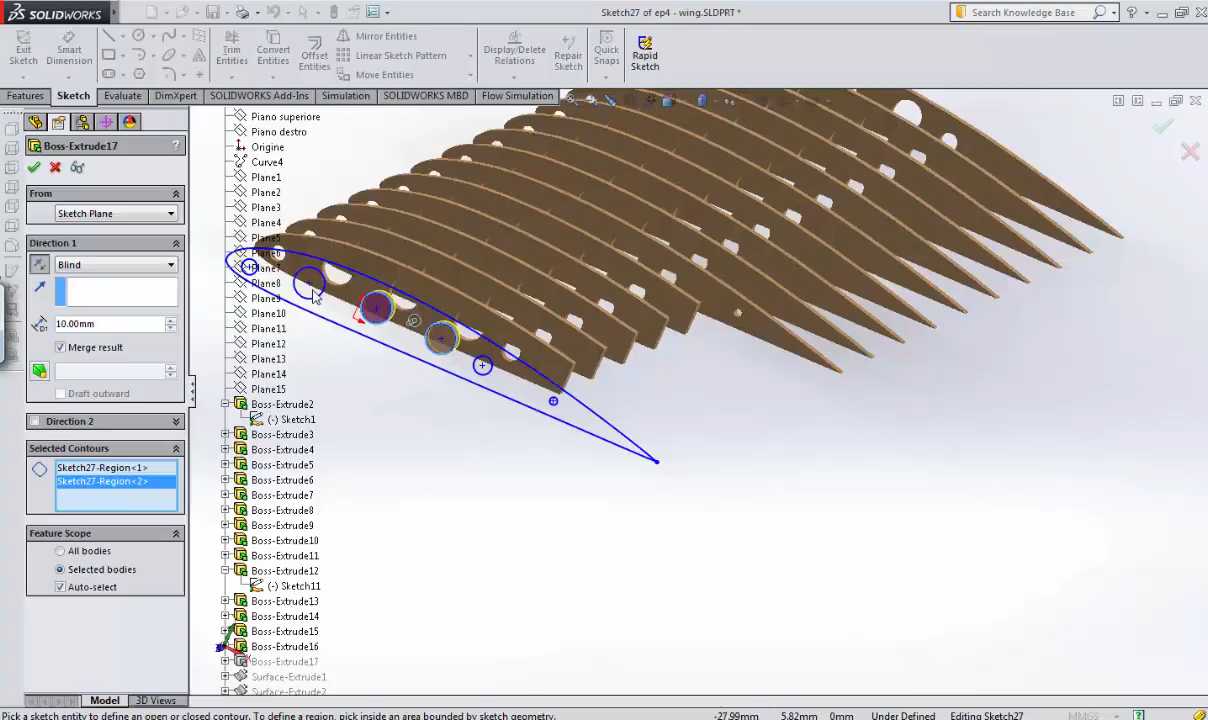 SOLIDWORKS
Sketch27 of ep4 - wing.SLDPRT *
Search Knowledge Base
Exit Sketch
Smart Dimension
Trim Entities
Convert Entities
Offset Entities
Mirror Entities
Linear Sketch Pattern
Move Entities
Display/Delete Relations
Repair Sketch
Quick Snaps
Rapid Sketch
Features
Sketch
Evaluate
DimXpert
SOLIDWORKS Add-Ins
Simulation
SOLIDWORKS MBD
Flow Simulation
Boss-Extrude17
?
From
Sketch Plane
Direction 1
Blind
10.00mm
Merge result
Draft outward
Direction 2
Selected Contours
Sketch27-Region<1>
Sketch27-Region<2>
Feature Scope
All bodies
Selected bodies
Auto-select
Piano superiore
Piano destro
Origine
Curve4
Plane1
Plane2
Plane3
Plane4
Plane5
Plane6
Plane7
Plane8
Plane9
Plane10
Plane11
Plane12
Plane13
Plane14
Plane15
Boss-Extrude2
(-) Sketch1
Boss-Extrude3
Boss-Extrude4
Boss-Extrude5
Boss-Extrude6
Boss-Extrude7
Boss-Extrude8
Boss-Extrude9
Boss-Extrude10
Boss-Extrude11
Boss-Extrude12
(-) Sketch11
Boss-Extrude13
Boss-Extrude14
Boss-Extrude15
Boss-Extrude16
Boss-Extrude17
Surface-Extrude1
Surface-Extrude2
Model
3D Views
Pick a sketch entity to define an open or closed contour. To define a region, pick inside an area bounded by sketch geometry.
-27.99mm
5.82mm
0mm
Under Defined
Editing Sketch27
MMGS